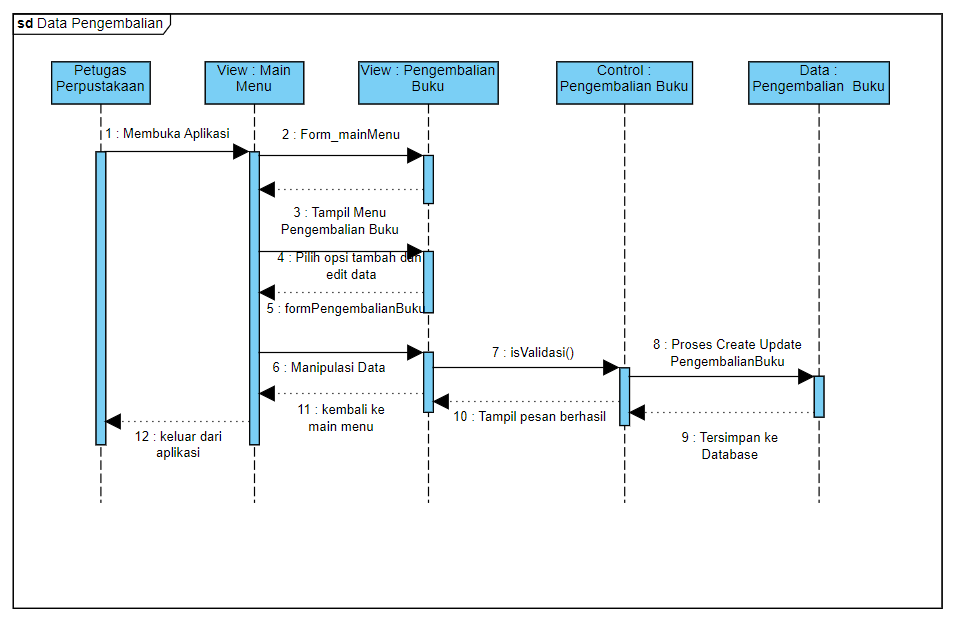 sd Data Pengembalian
Petugas
Perpustakaan
View : Main
Menu
View : Pengembalian
Buku
Control :
Pengembalian Buku
Data :
Pengembalian  Buku
1 : Membuka Aplikasi
2 : Form_mainMenu
3 : Tampil Menu
Pengembalian Buku
4 : Pilih opsi tambah dan
edit data
5 : formPengembalianBuku
6 : Manipulasi Data
7 : isValidasi()
8 : Proses Create Update
PengembalianBuku
9 : Tersimpan ke
Database
10 : Tampil pesan berhasil
11 : kembali ke
main menu
12 : keluar dari
aplikasi